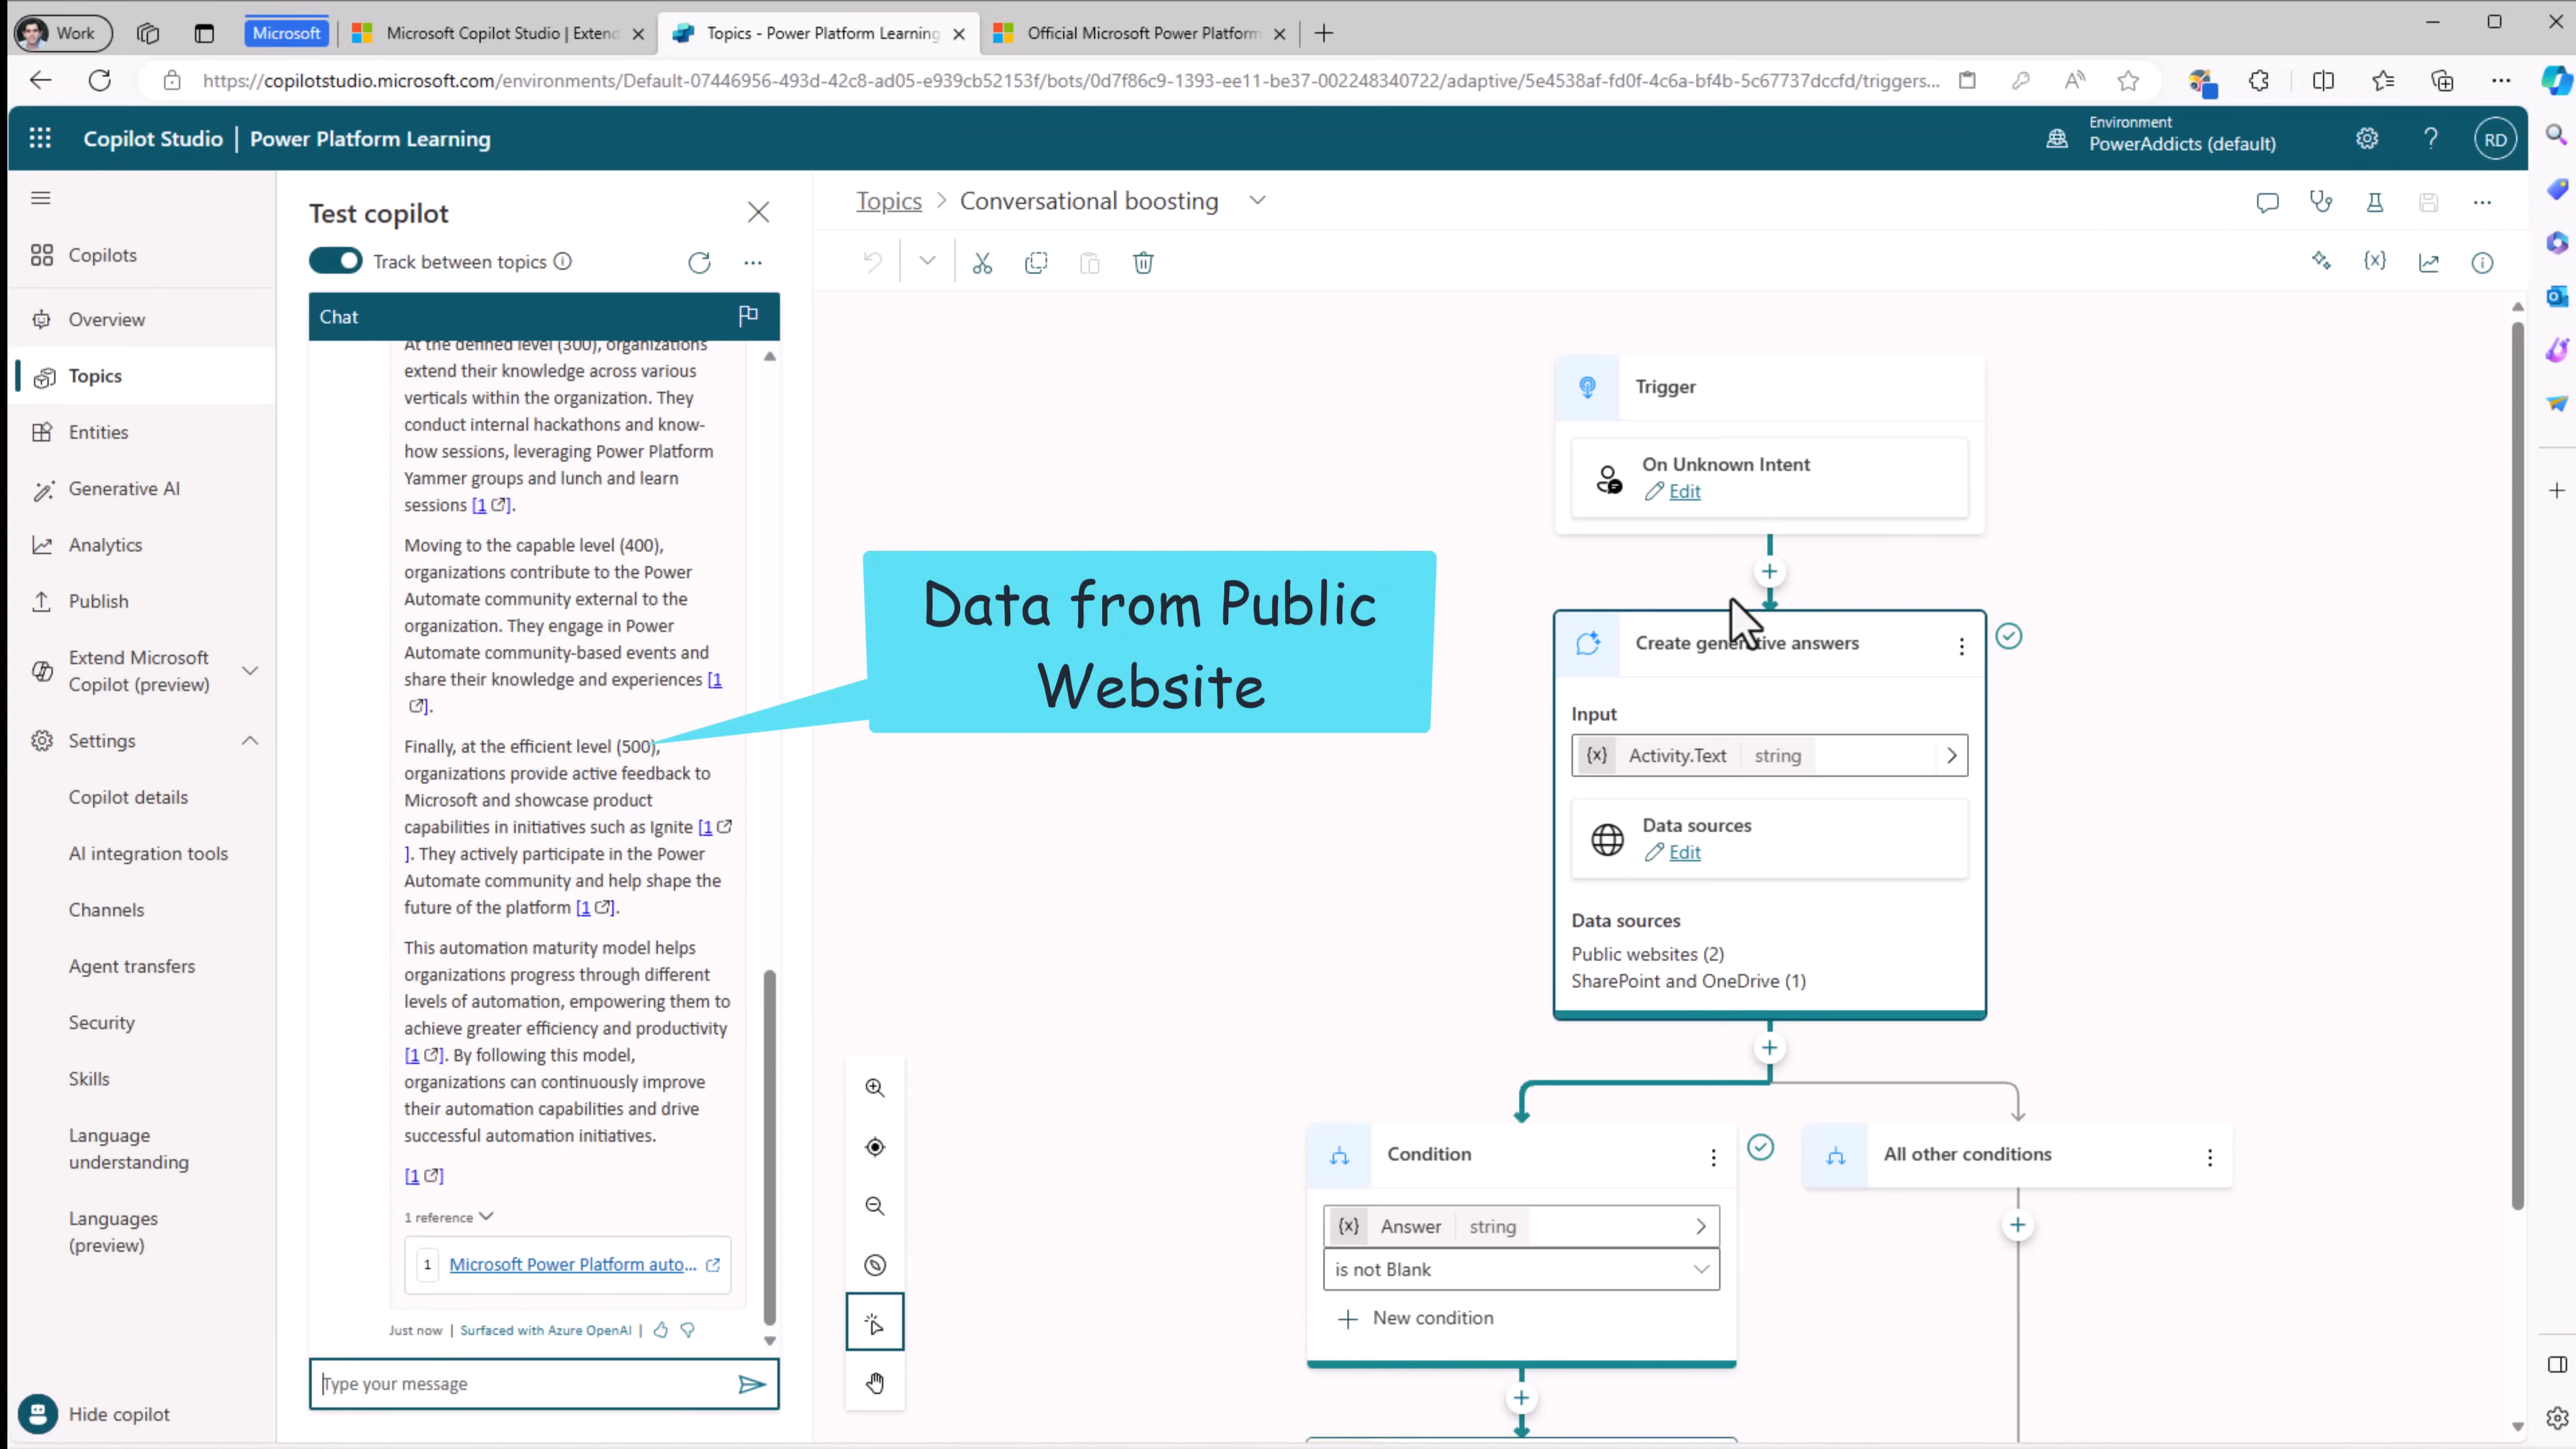 Work
Microsoft
Microsoft Copilot Studio | Extend
Topics - Power Platform Learning
Official Microsoft Power Platform
https://copilotstudio.microsoft.com/environments/Default-07446956-493d-42c8-ad05-e939cb52153f/bots/0d7f86c9-1393-ee11-be37-002248340722/adaptive/5e4538af-fd0f-4c6a-bf4b-5c67737dccfd/triggers...
Copilot Studio | Power Platform Learning
Environment
PowerAddicts (default)
RD
Copilots
Overview
Topics
Entities
Generative AI
Analytics
Publish
Extend Microsoft
Copilot (preview)
Settings
Copilot details
AI integration tools
Channels
Agent transfers
Security
Skills
Language
understanding
Languages
(preview)
Hide copilot
Test copilot
Track between topics
Chat
At the defined level (300), organizations
extend their knowledge across various
verticals within the organization. They
conduct internal hackathons and know-
how sessions, leveraging Power Platform
Yammer groups and lunch and learn
sessions [1].
Moving to the capable level (400),
organizations contribute to the Power
Automate community external to the
organization. They engage in Power
Automate community-based events and
share their knowledge and experiences [1
].
Finally, at the efficient level (500),
organizations provide active feedback to
Microsoft and showcase product
capabilities in initiatives such as Ignite [1
]. They actively participate in the Power
Automate community and help shape the
future of the platform [1].
This automation maturity model helps
organizations progress through different
levels of automation, empowering them to
achieve greater efficiency and productivity
[1]. By following this model,
organizations can continuously improve
their automation capabilities and drive
successful automation initiatives.
[1]
1 reference
1 Microsoft Power Platform auto...
Just now | Surfaced with Azure OpenAI |
Type your message
Topics > Conversational boosting
Data from Public
Website
Trigger
On Unknown Intent
Edit
Create generative answers
Input
{x} Activity.Text string
Data sources
Edit
Data sources
Public websites (2)
SharePoint and OneDrive (1)
Condition
{x} Answer string
is not Blank
New condition
All other conditions